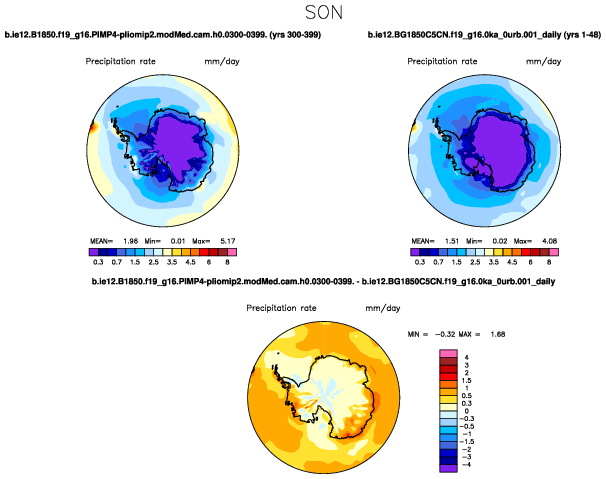 SON
b.ie12.B1850.f19_g16.PIMP4-pliomip2.modMed.cam.h0.0300-0399. (yrs 300-399)
b.ie12.BG1850C5CN.f19_g16.0ka_0urb.001_daily (yrs 1-48)
Precipitation rate mm/day
Precipitation rate mm/day
MEAN= 1.96 Min= 0.01 Max= 5.17
MEAN= 1.51 Min= 0.02 Max= 4.08
0.3 0.7 1.5 2.5 3.5 4.5 6 8
0.3 0.7 1.5 2.5 3.5 4.5 6 8
b.ie12.B1850.f19_g16.PIMP4-pliomip2.modMed.cam.h0.0300-0399. - b.ie12.BG1850C5CN.f19_g16.0ka_0urb.001_daily
Precipitation rate mm/day
MIN = -0.32 MAX = 1.68
4
3
2
1.5
1
0.5
0.3
0
-0.3
-0.5
-1
-1.5
-2
-3
-4